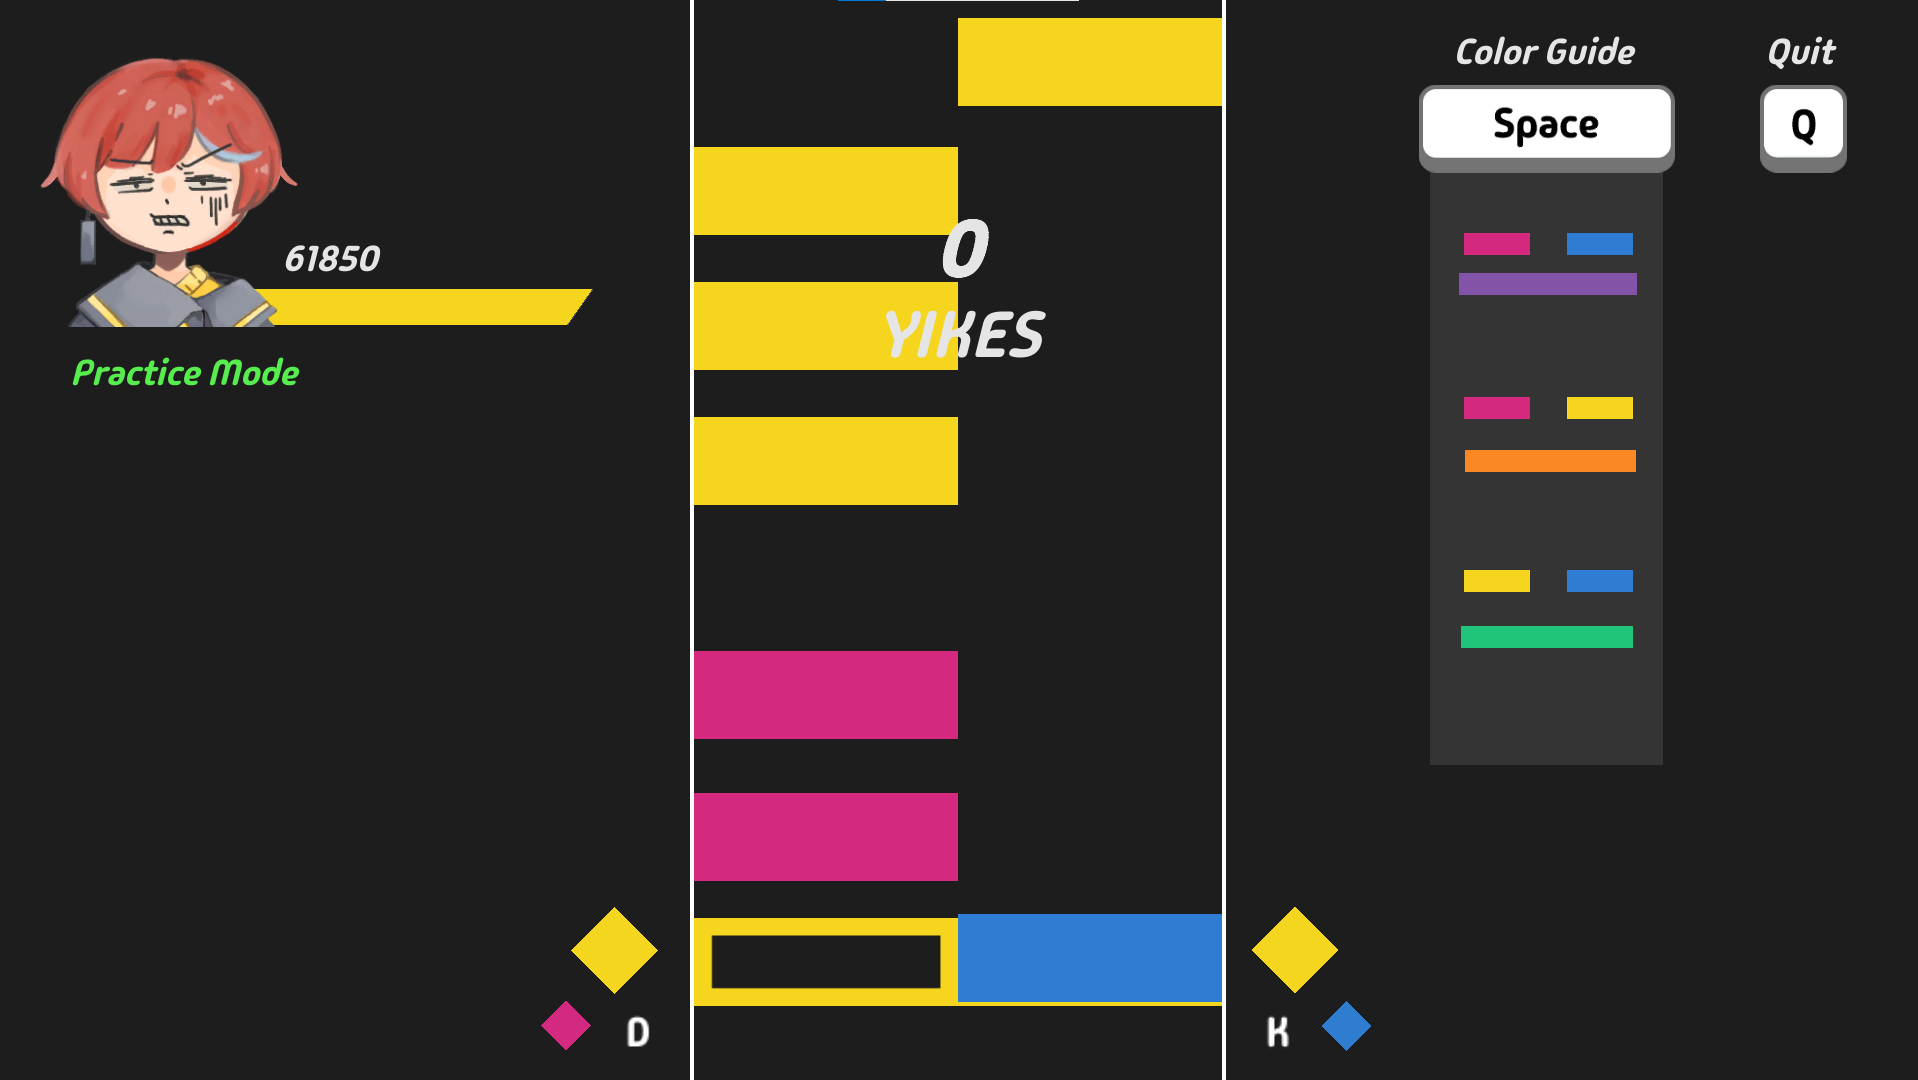 Color Guide
Quit
Space
Q
0
61850
YIKES
Practice Mode
D
K